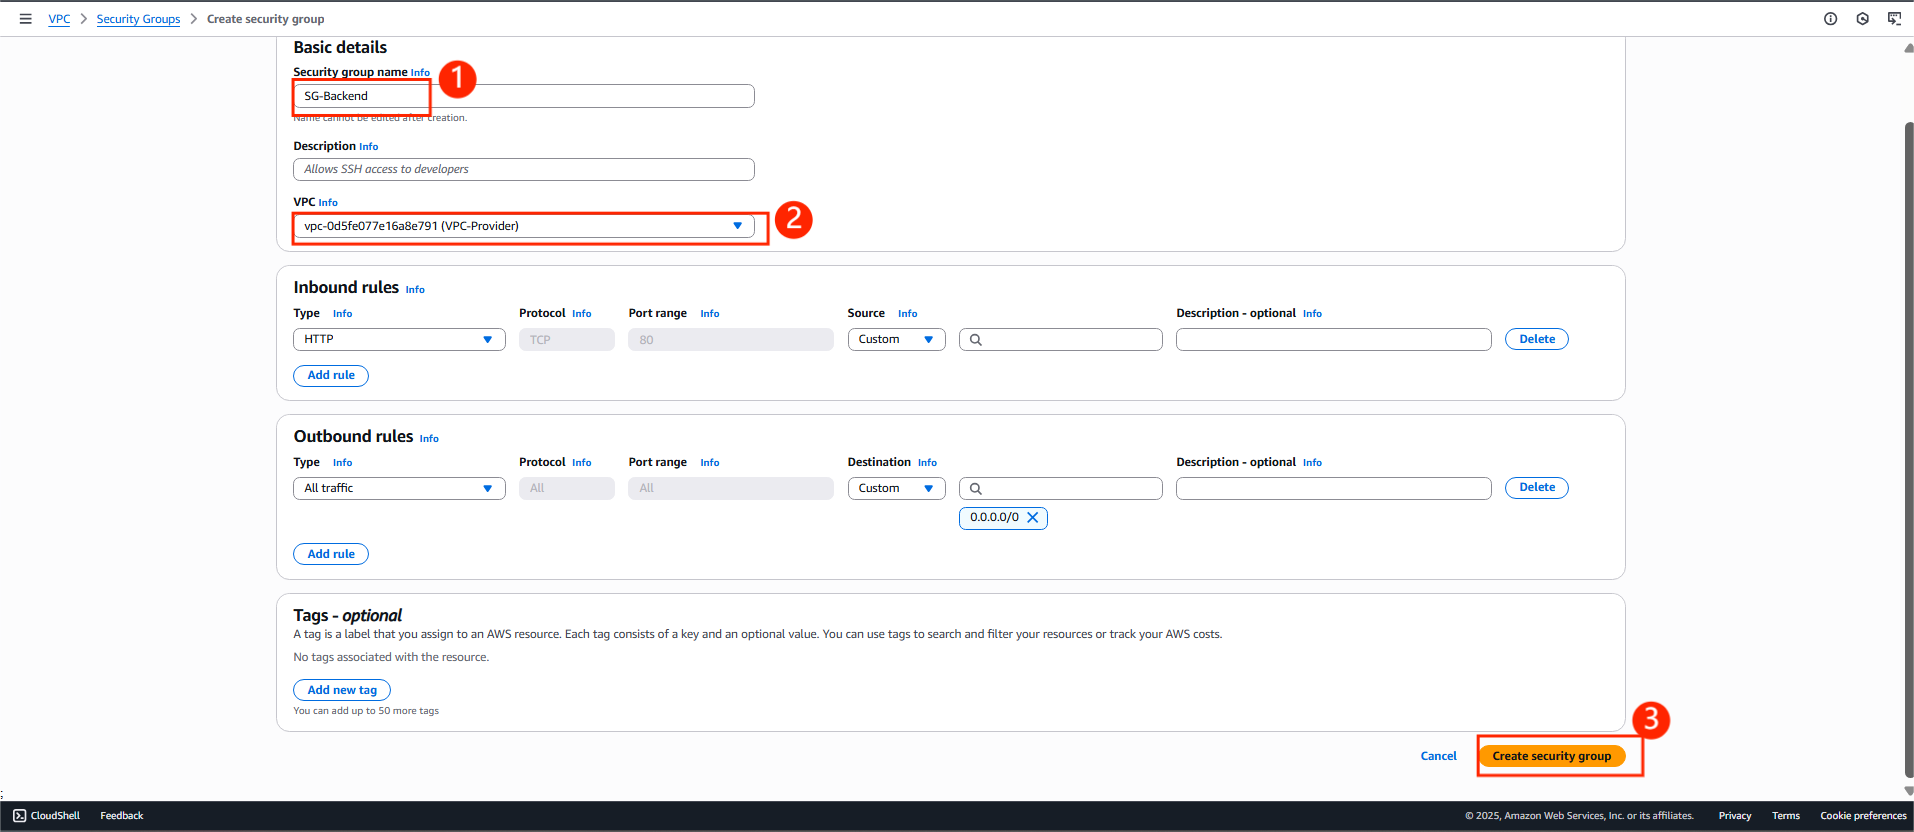 VPC > Security Groups > Create security group
Basic details
Security group name Info
1
SG-Backend
Name cannot be edited after creation.
Description Info
Allows SSH access to developers
VPC Info
vpc-0d5fe077e16a8e791 (VPC-Provider)
2
Inbound rules Info
Type Info Protocol Info Port range Info Source Info Description - optional Info
HTTP TCP 80 Custom Delete
Add rule
Outbound rules Info
Type Info Protocol Info Port range Info Destination Info Description - optional Info
All traffic All All Custom Delete
0.0.0.0/0
Add rule
Tags - optional
A tag is a label that you assign to an AWS resource. Each tag consists of a key and an optional value. You can use tags to search and filter your resources or track your AWS costs.
No tags associated with the resource.
Add new tag
You can add up to 50 more tags
3
Cancel Create security group
;
CloudShell Feedback © 2025, Amazon Web Services, Inc. or its affiliates. Privacy Terms Cookie preferences